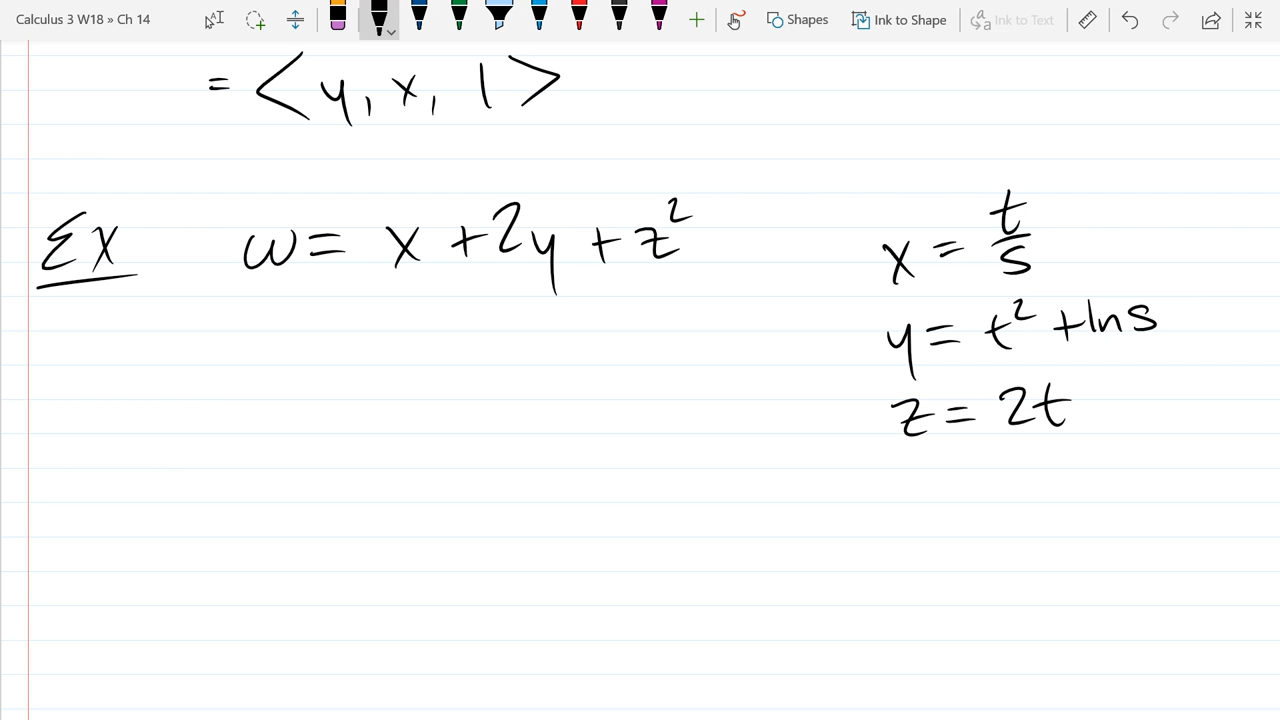 Calculus 3 W18 » Ch 14
Shapes Ink to Shape Ink to Text
= <y, x, 1>
Ex w = x + 2y + z² x = t/s
y = t² + ln s
z = 2t